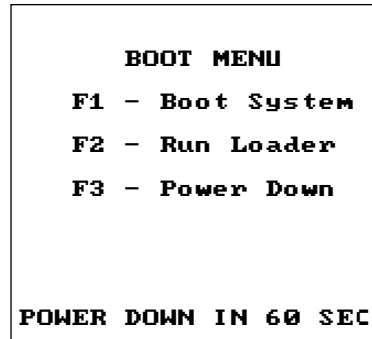 BOOT MENU
F1 - Boot System
F2 - Run Loader
F3 - Power Down
POWER DOWN IN 60 SEC